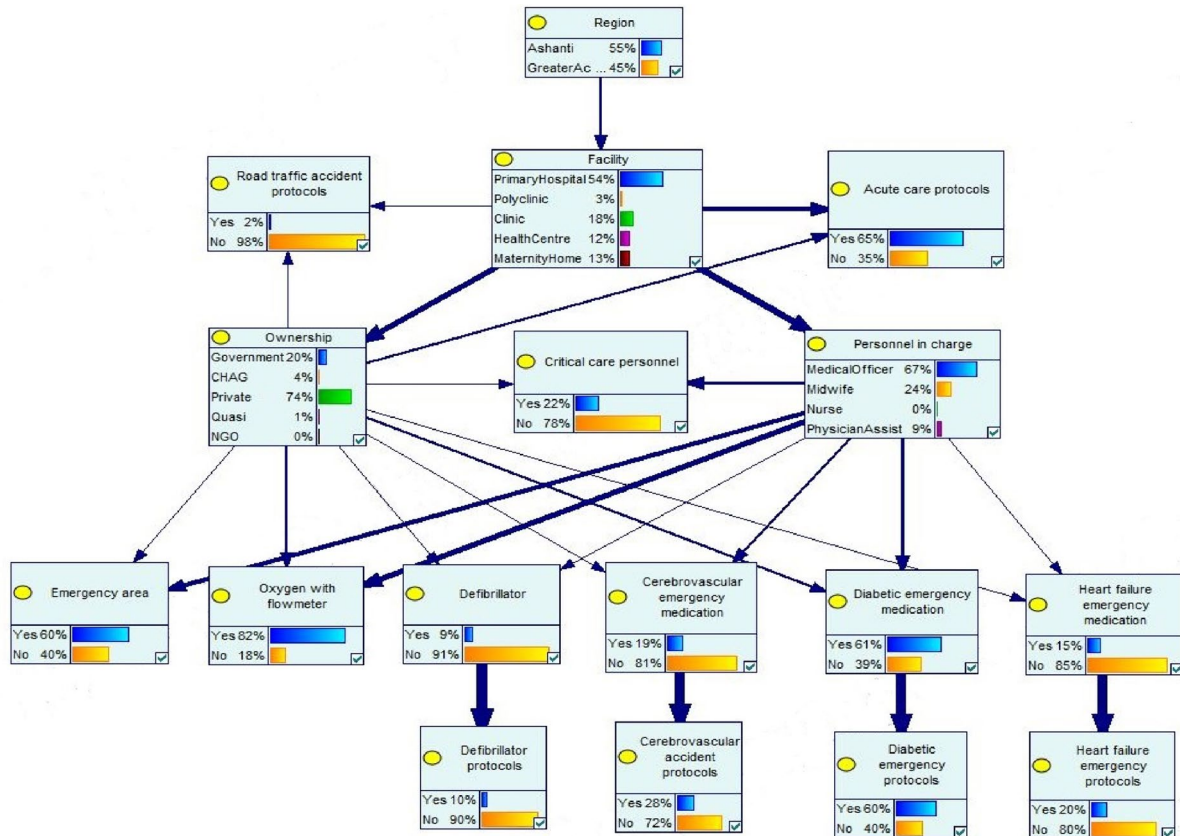 Region
Ashanti 55%
GreaterAc ... 45%
Facility
PrimaryHospital 54%
Polyclinic 3%
Clinic 18%
HealthCentre 12%
MaternityHome 13%
Road traffic accident
protocols
Yes 2%
No 98%
Acute care protocols
Yes 65%
No 35%
Ownership
Government 20%
CHAG 4%
Private 74%
Quasi 1%
NGO 0%
Critical care personnel
Yes 22%
No 78%
Personnel in charge
MedicalOfficer 67%
Midwife 24%
Nurse 0%
PhysicianAssist 9%
Emergency area
Yes 60%
No 40%
Oxygen with
flowmeter
Yes 82%
No 18%
Defibrillator
Yes 9%
No 91%
Cerebrovascular
emergency
medication
Yes 19%
No 81%
Diabetic emergency
medication
Yes 61%
No 39%
Heart failure
emergency
medication
Yes 15%
No 85%
Defibrillator
protocols
Yes 10%
No 90%
Cerebrovascular
accident
protocols
Yes 28%
No 72%
Diabetic
emergency
protocols
Yes 60%
No 40%
Heart failure
emergency
protocols
Yes 20%
No 80%